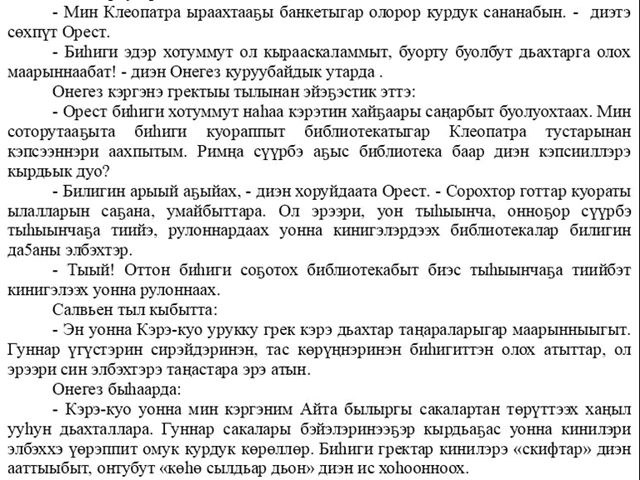 - Мин Клеопатра ыраахтааҕы банкетыгар олорор курдук сананабын. - диэтэ
сөхпүт Орест.
- Биһиги эдэр хотуммут ол кырааскаламмыт, буорту буолбут дьахтарга олох
маарыннаабат! - диэн Онегез куруубайдык утарда .
Онегез кэргэнэ гректыы тылынан эйэҕэстик эттэ:
- Орест биһиги хотуммут наһаа кэрэтин хайҕаары саҥарбыт буолуохтаах. Мин
соторутааҕыта биһиги куораппыт библиотекатыгар Клеопатра тустарынан
кэпсээннэри аахпытым. Римҥа сүүрбэ аҕыс библиотека баар диэн кэпсииллэрэ
кырдьык дуо?
- Билигин арыый аҕыйах, - диэн хоруйдаата Орест. - Сорохтор готтар куораты
ылалларын саҕана, умайбыттара. Ол эрээри, уон тыһыынча, онноҕор сүүрбэ
тыһыынчаҕа тиийэ, рулоннардаах уонна кинигэлэрдээх библиотекалар билигин
да5аны элбэхтэр.
- Тыый! Оттон биһиги соҕотох библиотекабыт биэс тыһыынчаҕа тиийбэт
кинигэлээх уонна рулоннаах.
Салвьен тыл кыбытта:
- Эн уонна Кэрэ-куо урукку грек кэрэ дьахтар таҥараларыгар маарынныыгыт.
Гуннар үгүстэрин сирэйдэринэн, тас көрүҥнэринэн биһигиттэн олох атыттар, ол
эрээри син элбэхтэрэ таҥастара эрэ атын.
Онегез быһаарда:
- Кэрэ-куо уонна мин кэргэним Айта былыргы сакалартан төрүттээх хаҥыл
ууһун дьахталлара. Гуннар сакалары бэйэлэринээҕэр кырдьаҕас уонна кинилэри
элбэххэ үөрэппит омук курдук көрөллөр. Биһиги гректар кинилэрэ «скифтар» диэн
ааттыыбыт, онтубут «көһө сылдьар дьон» диэн ис хоһоонноох.